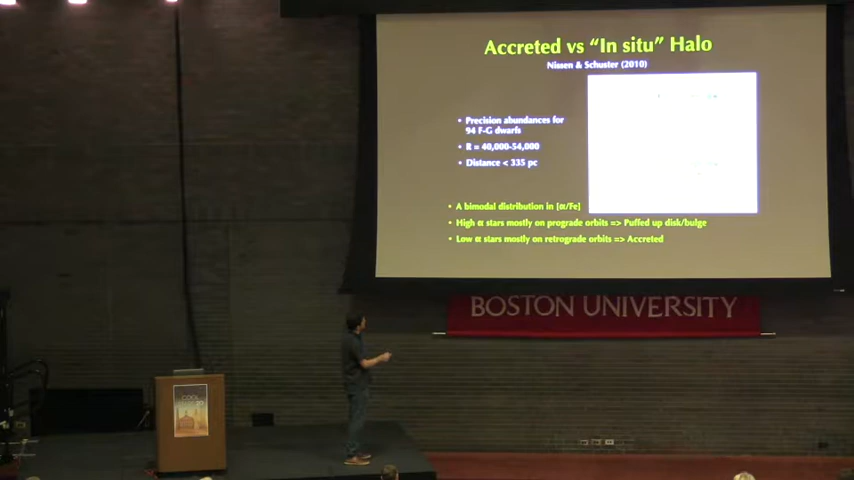 Accreted vs "In situ" Halo
Nissen & Schuster (2010)
• Precision abundances for
94 F-G dwarfs
• R = 40,000-54,000
• Distance < 335 pc
• A bimodal distribution in [α/Fe]
• High α stars mostly on prograde orbits => Puffed up disk/bulge
• Low α stars mostly on retrograde orbits => Accreted
BOSTON UNIVERSITY
COOL